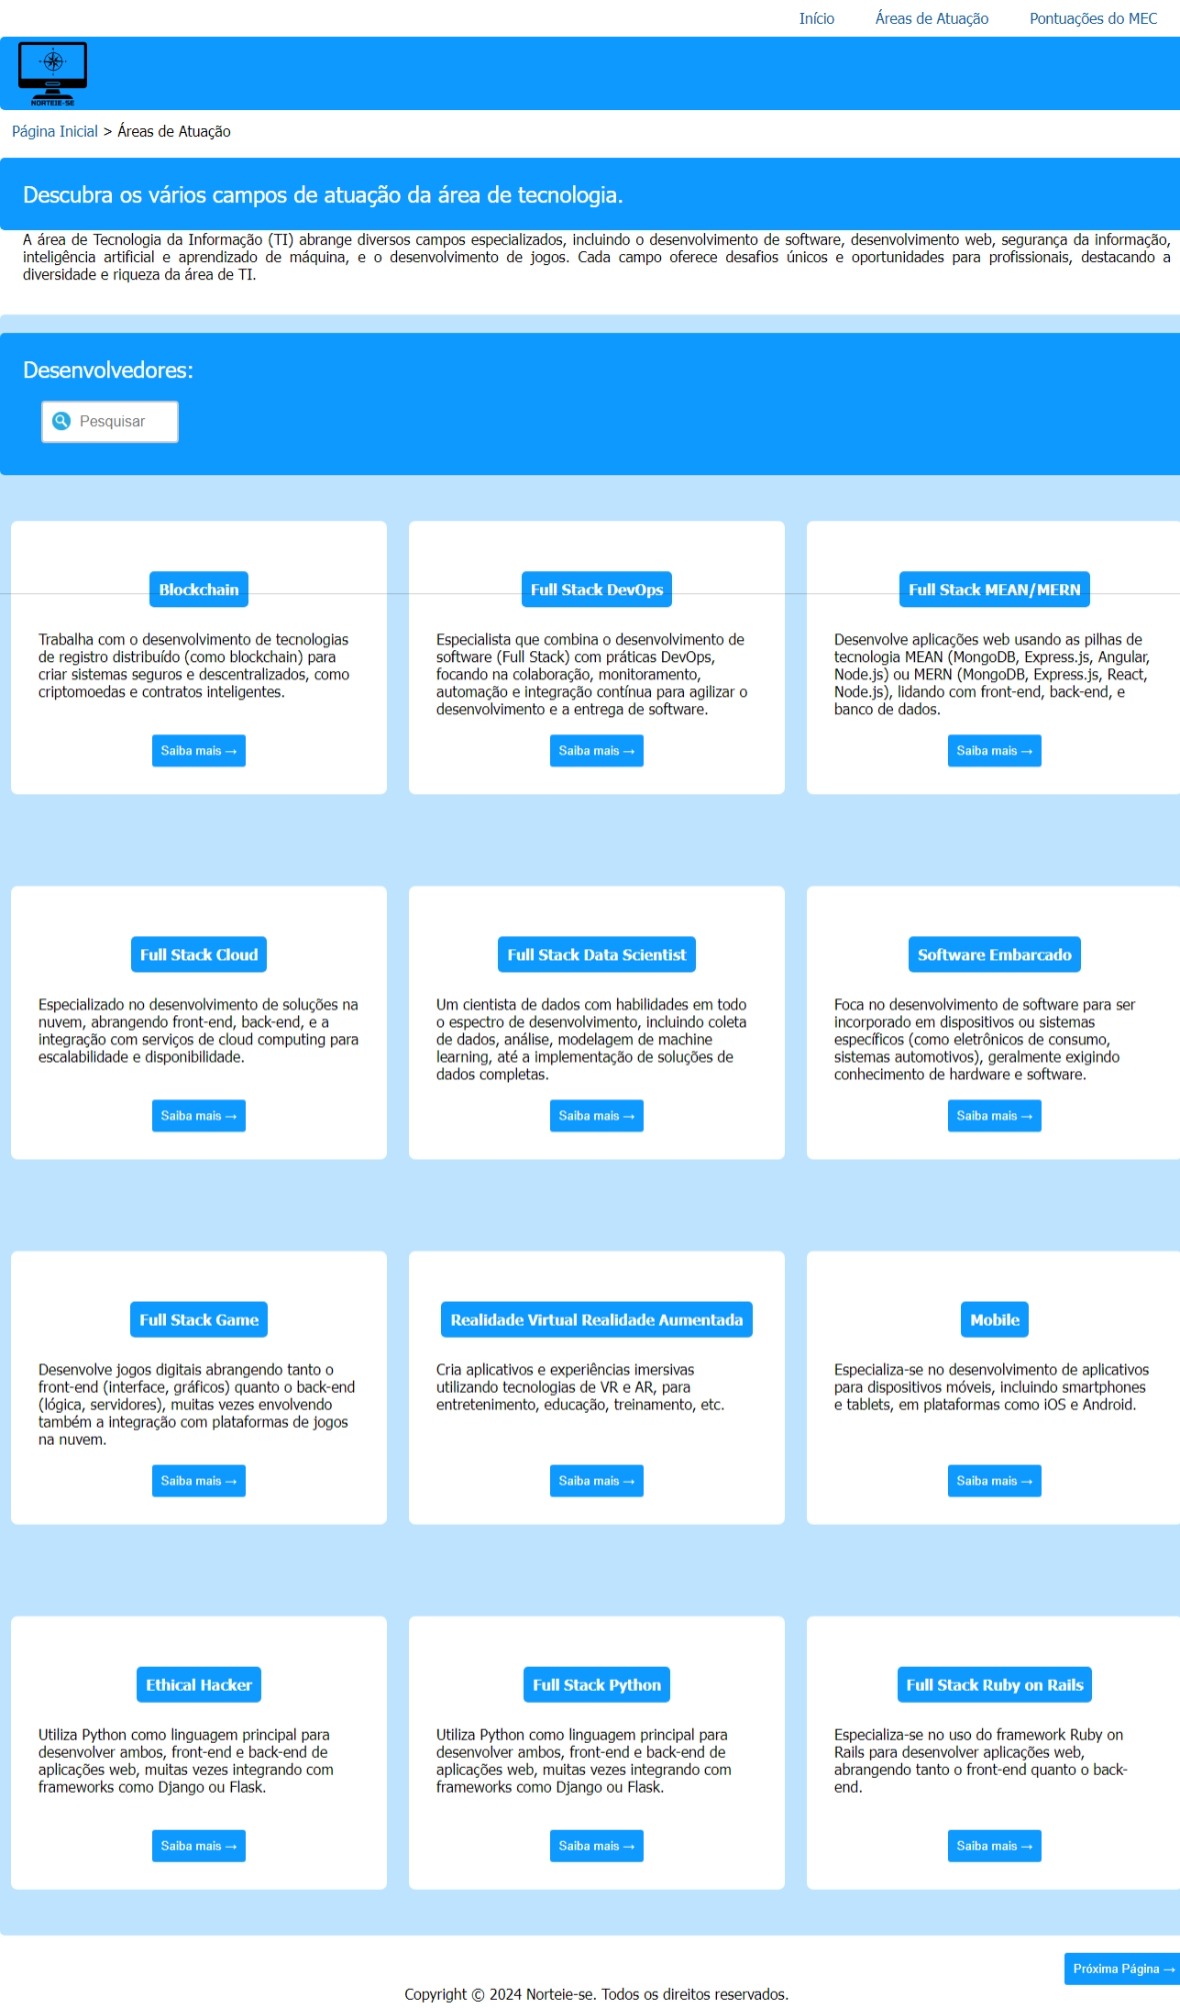 Início Áreas de Atuação Pontuações do MEC
NORTEIE-SE
Página Inicial > Áreas de Atuação
Descubra os vários campos de atuação da área de tecnologia.
A área de Tecnologia da Informação (TI) abrange diversos campos especializados, incluindo o desenvolvimento de software, desenvolvimento web, segurança da informação,
inteligência artificial e aprendizado de máquina, e o desenvolvimento de jogos. Cada campo oferece desafios únicos e oportunidades para profissionais, destacando a
diversidade e riqueza da área de TI.
Desenvolvedores:
Pesquisar
Blockchain
Trabalha com o desenvolvimento de tecnologias
de registro distribuído (como blockchain) para
criar sistemas seguros e descentralizados, como
criptomoedas e contratos inteligentes.
Saiba mais →
Full Stack DevOps
Especialista que combina o desenvolvimento de
software (Full Stack) com práticas DevOps,
focando na colaboração, monitoramento,
automação e integração contínua para agilizar o
desenvolvimento e a entrega de software.
Saiba mais →
Full Stack MEAN/MERN
Desenvolve aplicações web usando as pilhas de
tecnologia MEAN (MongoDB, Express.js, Angular,
Node.js) ou MERN (MongoDB, Express.js, React,
Node.js), lidando com front-end, back-end, e
banco de dados.
Saiba mais →
Full Stack Cloud
Especializado no desenvolvimento de soluções na
nuvem, abrangendo front-end, back-end, e a
integração com serviços de cloud computing para
escalabilidade e disponibilidade.
Saiba mais →
Full Stack Data Scientist
Um cientista de dados com habilidades em todo
o espectro de desenvolvimento, incluindo coleta
de dados, análise, modelagem de machine
learning, até a implementação de soluções de
dados completas.
Saiba mais →
Software Embarcado
Foca no desenvolvimento de software para ser
incorporado em dispositivos ou sistemas
específicos (como eletrônicos de consumo,
sistemas automotivos), geralmente exigindo
conhecimento de hardware e software.
Saiba mais →
Full Stack Game
Desenvolve jogos digitais abrangendo tanto o
front-end (interface, gráficos) quanto o back-end
(lógica, servidores), muitas vezes envolvendo
também a integração com plataformas de jogos
na nuvem.
Saiba mais →
Realidade Virtual Realidade Aumentada
Cria aplicativos e experiências imersivas
utilizando tecnologias de VR e AR, para
entretenimento, educação, treinamento, etc.
Saiba mais →
Mobile
Especializa-se no desenvolvimento de aplicativos
para dispositivos móveis, incluindo smartphones
e tablets, em plataformas como iOS e Android.
Saiba mais →
Ethical Hacker
Utiliza Python como linguagem principal para
desenvolver ambos, front-end e back-end de
aplicações web, muitas vezes integrando com
frameworks como Django ou Flask.
Saiba mais →
Full Stack Python
Utiliza Python como linguagem principal para
desenvolver ambos, front-end e back-end de
aplicações web, muitas vezes integrando com
frameworks como Django ou Flask.
Saiba mais →
Full Stack Ruby on Rails
Especializa-se no uso do framework Ruby on
Rails para desenvolver aplicações web,
abrangendo tanto o front-end quanto o back-
end.
Saiba mais →
Próxima Página →
Copyright © 2024 Norteie-se. Todos os direitos reservados.